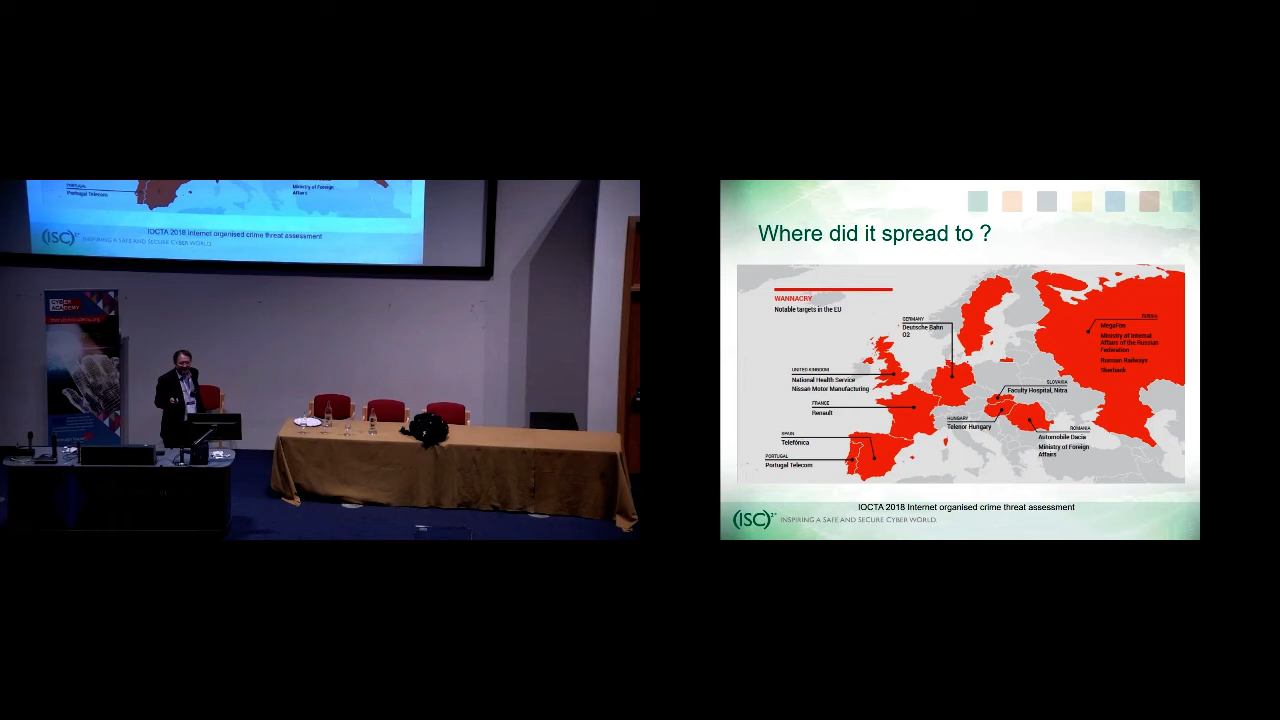 PORTUGAL
Portugal Telecom
Ministry of Foreign
Affairs
IOCTA 2018 Internet organised crime threat assessment
(ISC)²
INSPIRING A SAFE AND SECURE CYBER WORLD.
CYBER
ACADEMY
Where did it spread to ?
WANNACRY
Notable targets in the EU
GERMANY
Deutsche Bahn
O2
RUSSIA
MegaFon
Ministry of Internal
Affairs of the Russian
Federation
Russian Railways
Sberbank
UNITED KINGDOM
National Health Service
Nissan Motor Manufacturing
SLOVAKIA
Faculty Hospital, Nitra
FRANCE
Renault
HUNGARY
Telenor Hungary
ROMANIA
Automobile Dacia
Ministry of Foreign
Affairs
SPAIN
Telefónica
PORTUGAL
Portugal Telecom
IOCTA 2018 Internet organised crime threat assessment
(ISC)²
INSPIRING A SAFE AND SECURE CYBER WORLD.